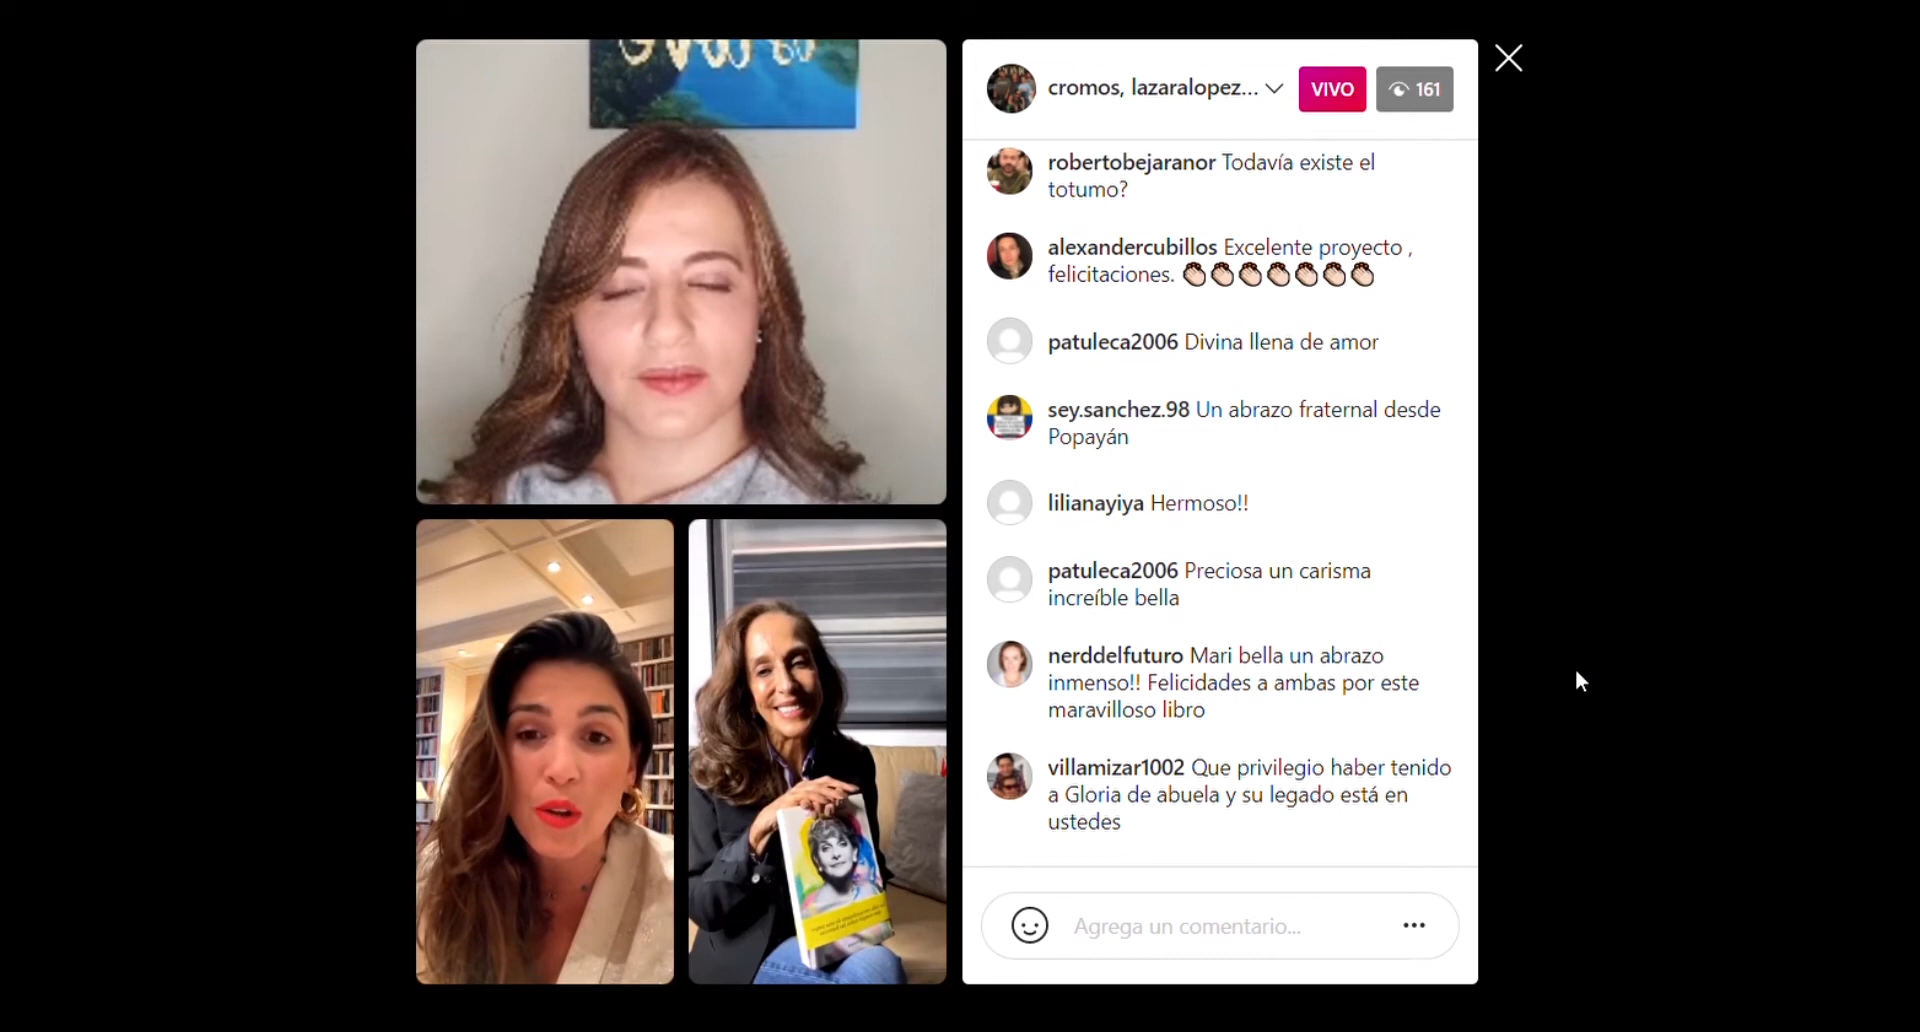 cromos, lazaralopez...
VIVO
161
robertobejaranor Todavía existe el
totumo?
alexandercubillos Excelente proyecto ,
felicitaciones. 👏🏻👏🏻👏🏻👏🏻👏🏻👏🏻👏🏻
patuleca2006 Divina llena de amor
sey.sanchez.98 Un abrazo fraternal desde
Popayán
lilianayiya Hermoso!!
patuleca2006 Preciosa un carisma
increíble bella
nerddelfuturo Mari bella un abrazo
inmenso!! Felicidades a ambas por este
maravilloso libro
villamizar1002 Que privilegio haber tenido
a Gloria de abuela y su legado está en
ustedes
Agrega un comentario...